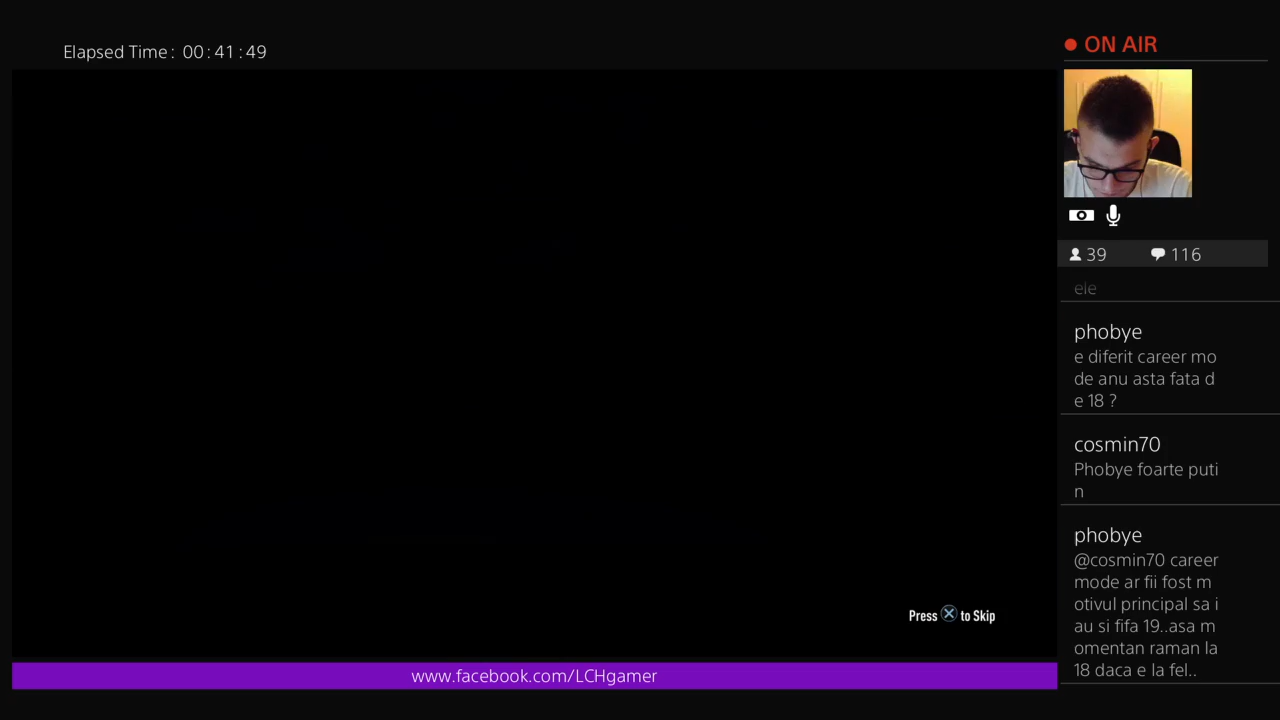 Elapsed Time: 00:41:49
ON AIR
39 116
ele
phobye
e diferit career mo
de anu asta fata d
e 18 ?
cosmin70
Phobye foarte puti
n
phobye
@cosmin70 career
mode ar fii fost m
otivul principal sa i
au si fifa 19..asa m
omentan raman la
18 daca e la fel..
Press to Skip
www.facebook.com/LCHgamer